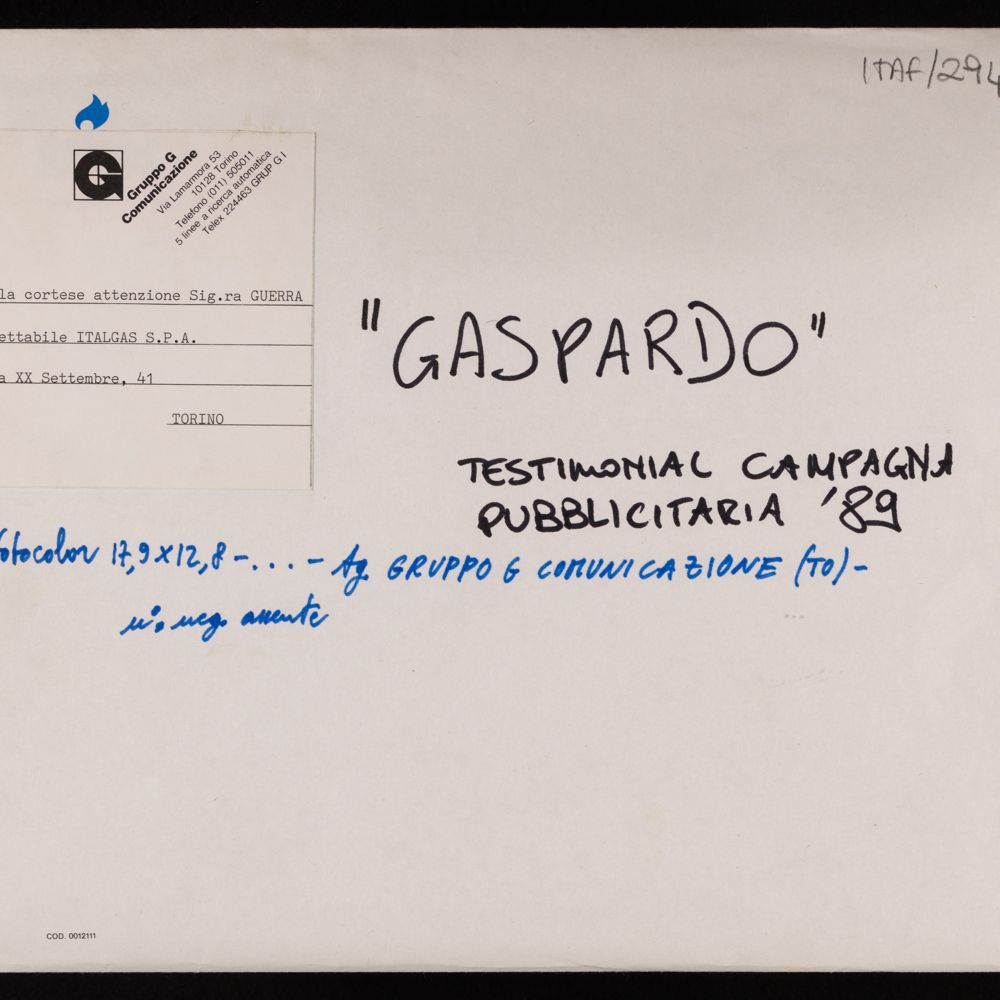 ITAF/294
Gruppo G
Comunicazione
Via Lamarmora 53
10128 Torino
Telefono (011) 505011
5 linee a ricerca automatica
Telex 224463 GRUP G I
la cortese attenzione Sig.ra GUERRA
ettabile ITALGAS S.P.A.
a XX Settembre, 41
TORINO
"GASPARDO"
TESTIMONIAL CAMPAGNA
PUBBLICITARIA '89
fotocolor 17,9x12,8 - . . . - Ag. GRUPPO G COMUNICAZIONE (TO) -
n°. neg. assente
COD. 0012111